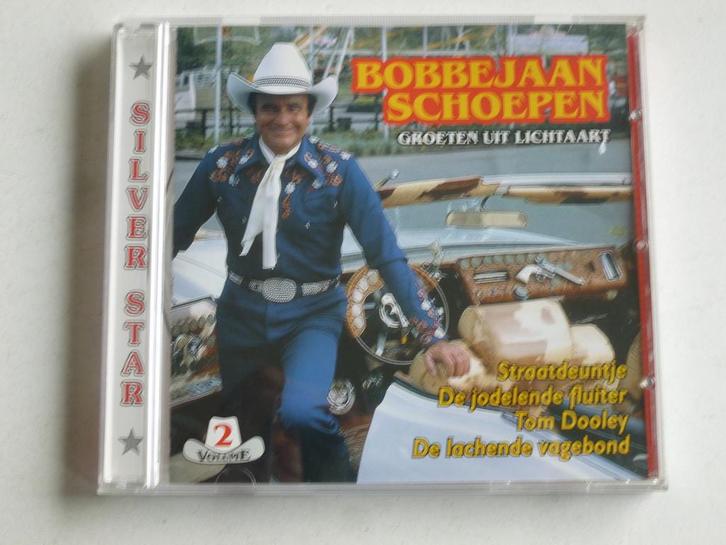 SILVER STAR
BOBBEJAAN
SCHOEPEN
GROETEN UIT LICHTAART
Straatdeuntje
De jodelende fluiter
Tom Dooley
De lachende vagebond
2
VOLUME